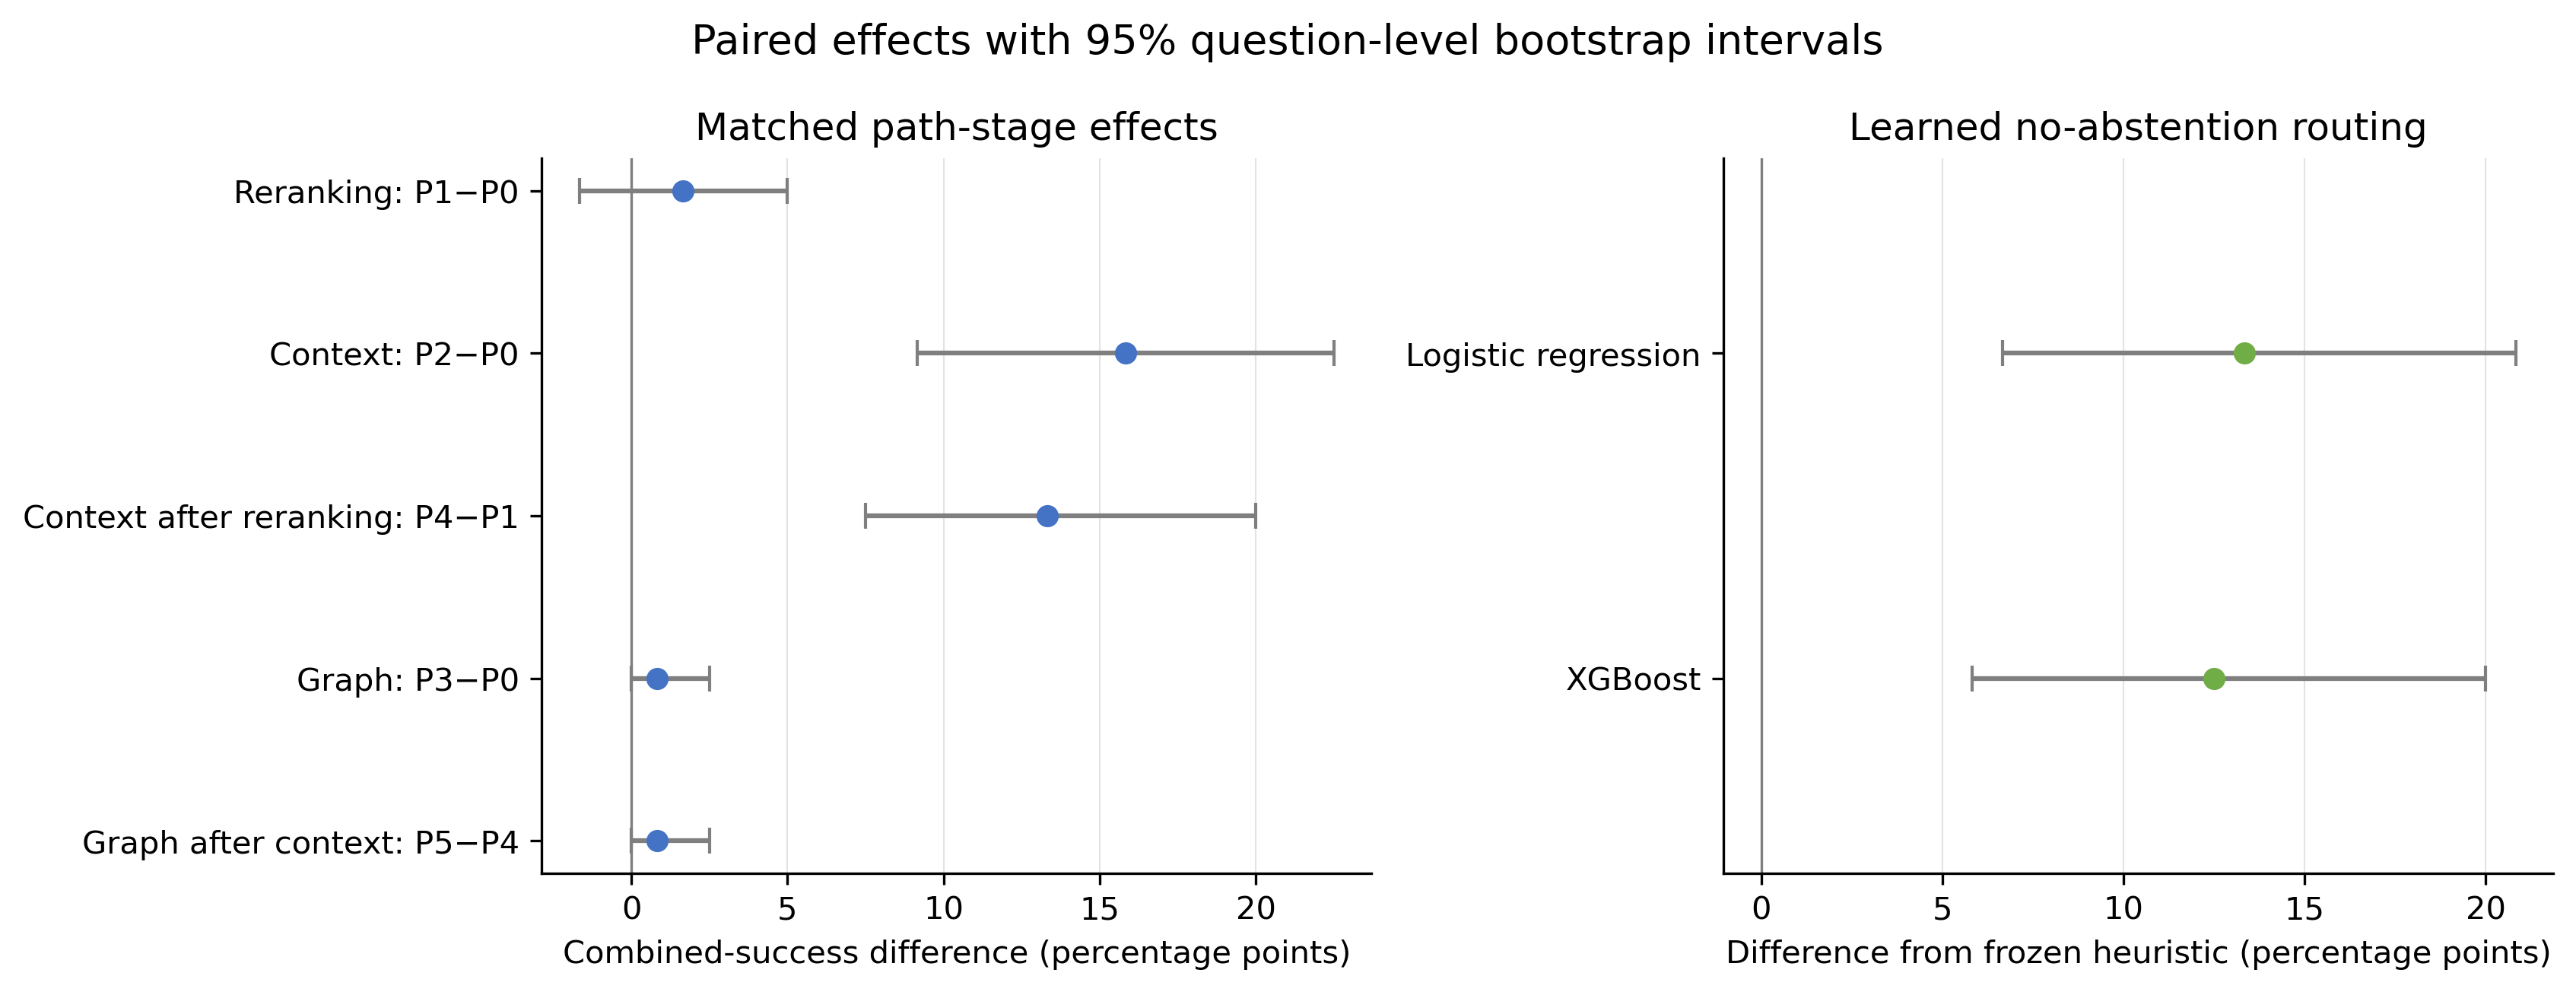 Paired effects with 95% question-level bootstrap intervals
Matched path-stage effects
Reranking: P1−P0
Context: P2−P0
Context after reranking: P4−P1
Graph: P3−P0
Graph after context: P5−P4
0 5 10 15 20
Combined-success difference (percentage points)
Learned no-abstention routing
Logistic regression
XGBoost
0 5 10 15 20
Difference from frozen heuristic (percentage points)